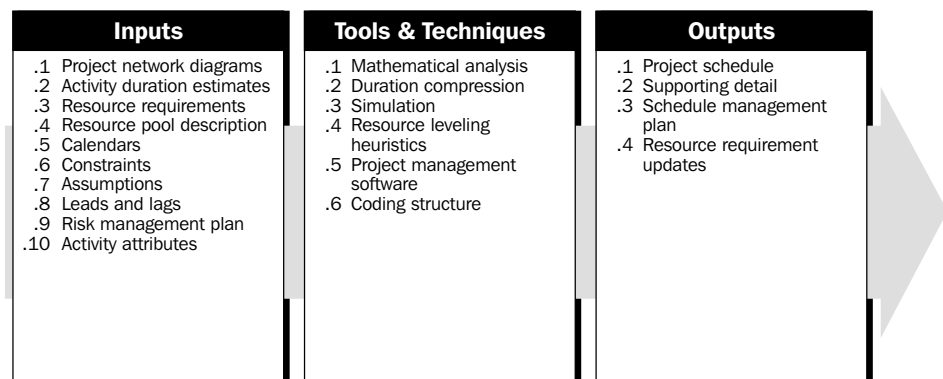 Inputs
.1 Project network diagrams
.2 Activity duration estimates
.3 Resource requirements
.4 Resource pool description
.5 Calendars
.6 Constraints
.7 Assumptions
.8 Leads and lags
.9 Risk management plan
.10 Activity attributes
Tools & Techniques
.1 Mathematical analysis
.2 Duration compression
.3 Simulation
.4 Resource leveling
heuristics
.5 Project management
software
.6 Coding structure
Outputs
.1 Project schedule
.2 Supporting detail
.3 Schedule management
plan
.4 Resource requirement
updates